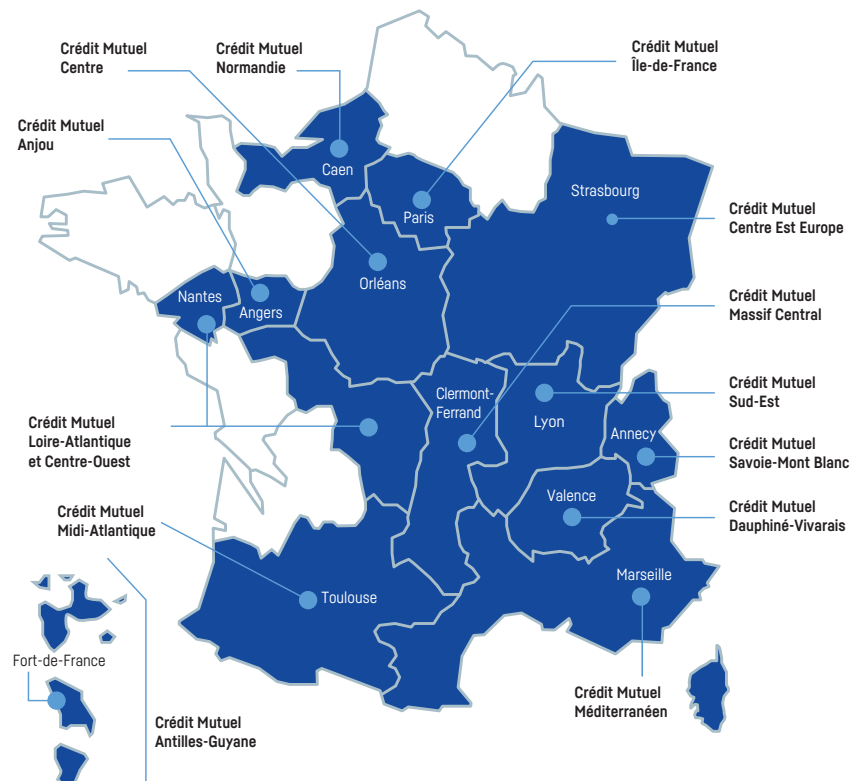 Crédit Mutuel
Centre
Crédit Mutuel
Normandie
Crédit Mutuel
Île-de-France
Crédit Mutuel
Anjou
Caen
Paris
Strasbourg
Crédit Mutuel
Centre Est Europe
Orléans
Nantes
Angers
Crédit Mutuel
Massif Central
Clermont-
Ferrand
Lyon
Crédit Mutuel
Sud-Est
Crédit Mutuel
Loire-Atlantique
et Centre-Ouest
Annecy
Crédit Mutuel
Savoie-Mont Blanc
Valence
Crédit Mutuel
Dauphiné-Vivarais
Crédit Mutuel
Midi-Atlantique
Toulouse
Marseille
Fort-de-France
Crédit Mutuel
Méditerranéen
Crédit Mutuel
Antilles-Guyane